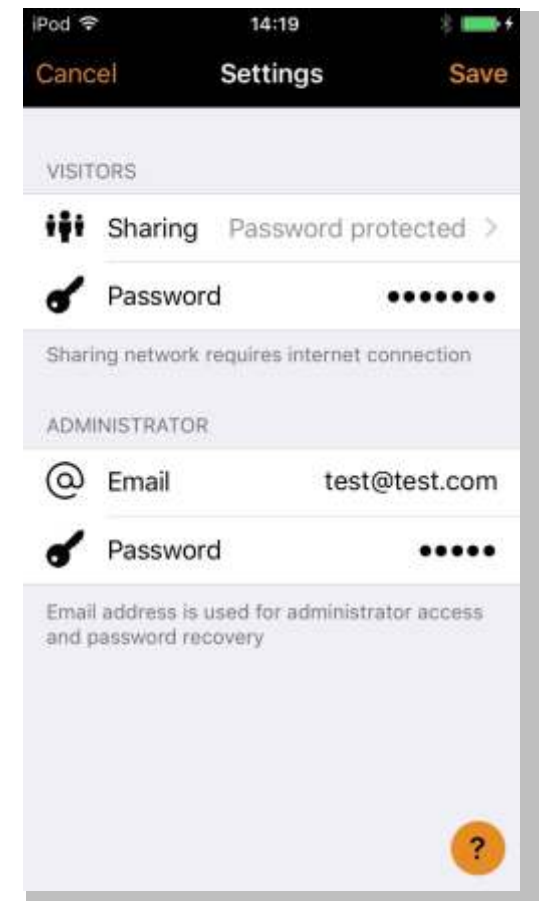 iPod 14:19
Cancel Settings Save
VISITORS
Sharing Password protected >
Password •••••••
Sharing network requires internet connection
ADMINISTRATOR
@ Email test@test.com
Password •••••
Email address is used for administrator access
and password recovery
?